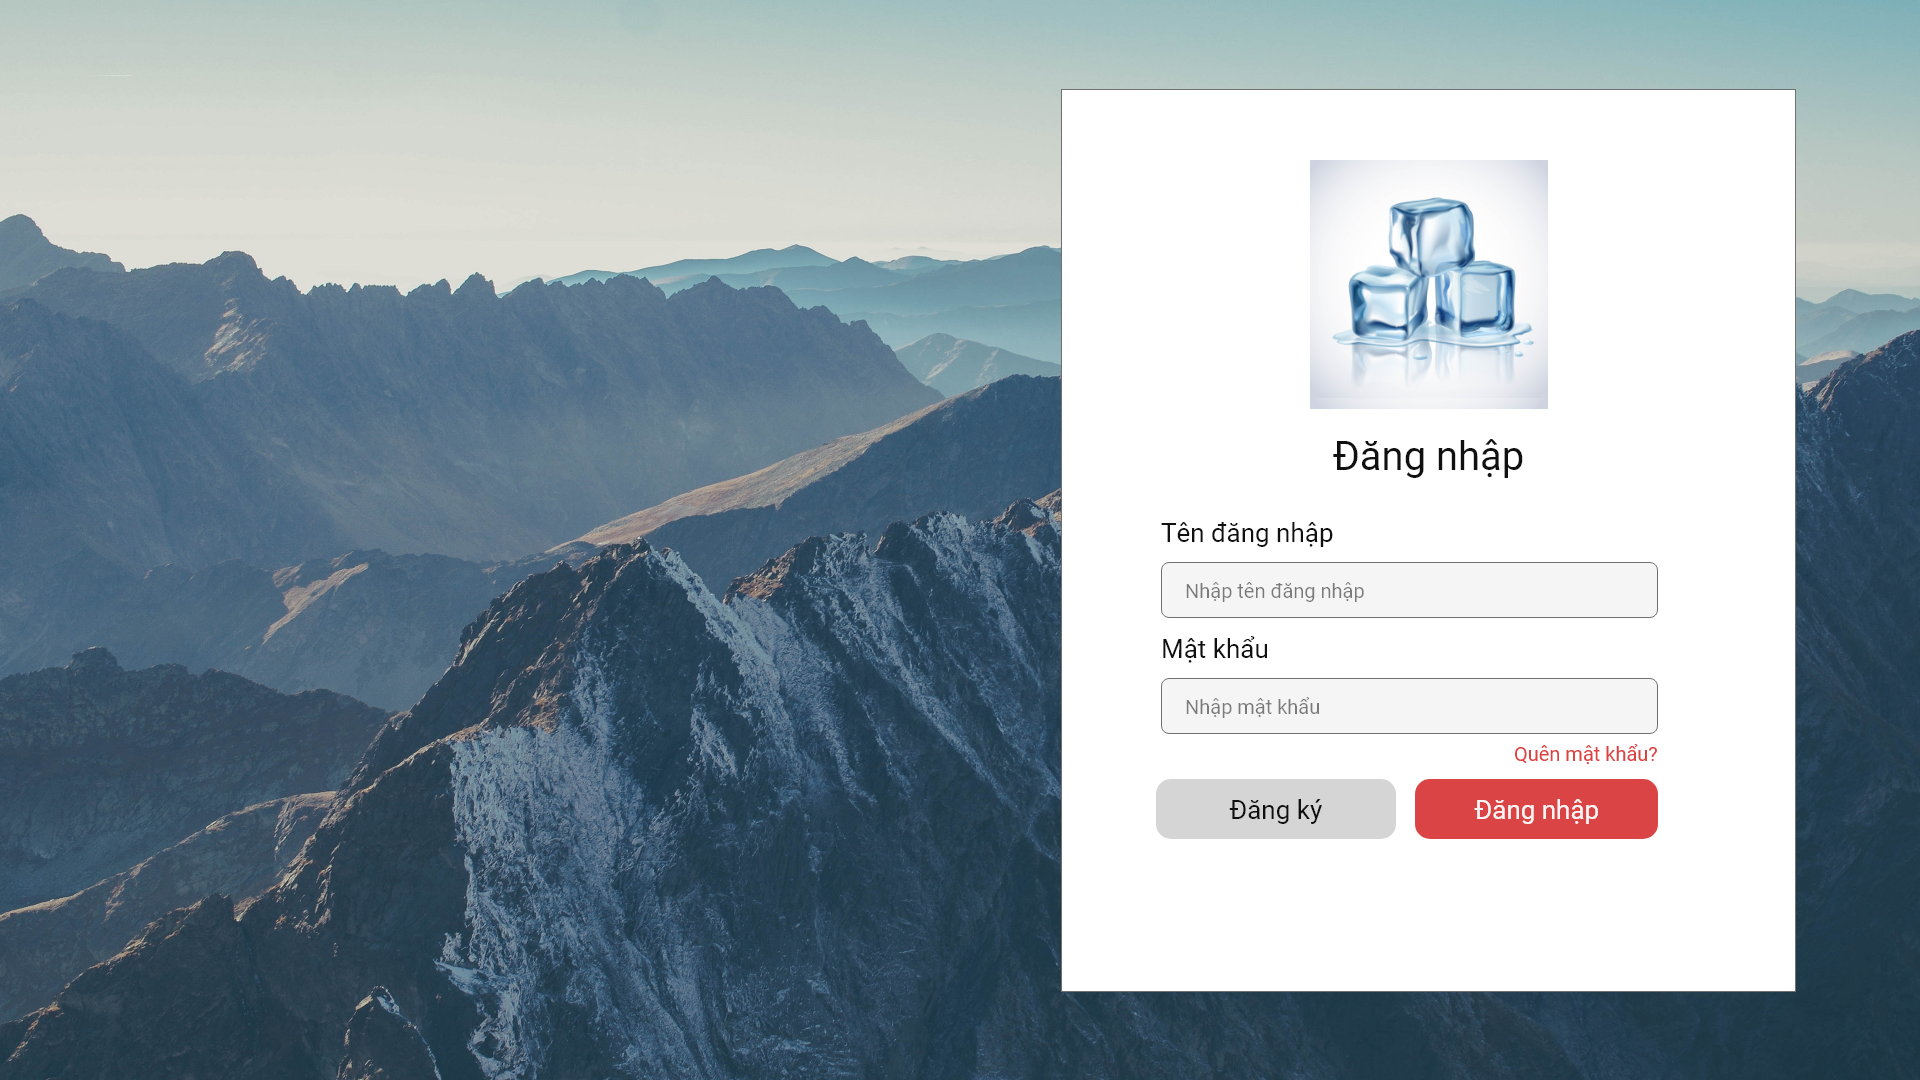 Đăng nhập
Tên đăng nhập
Nhập tên đăng nhập
Mật khẩu
Nhập mật khẩu
Quên mật khẩu?
Đăng ký
Đăng nhập